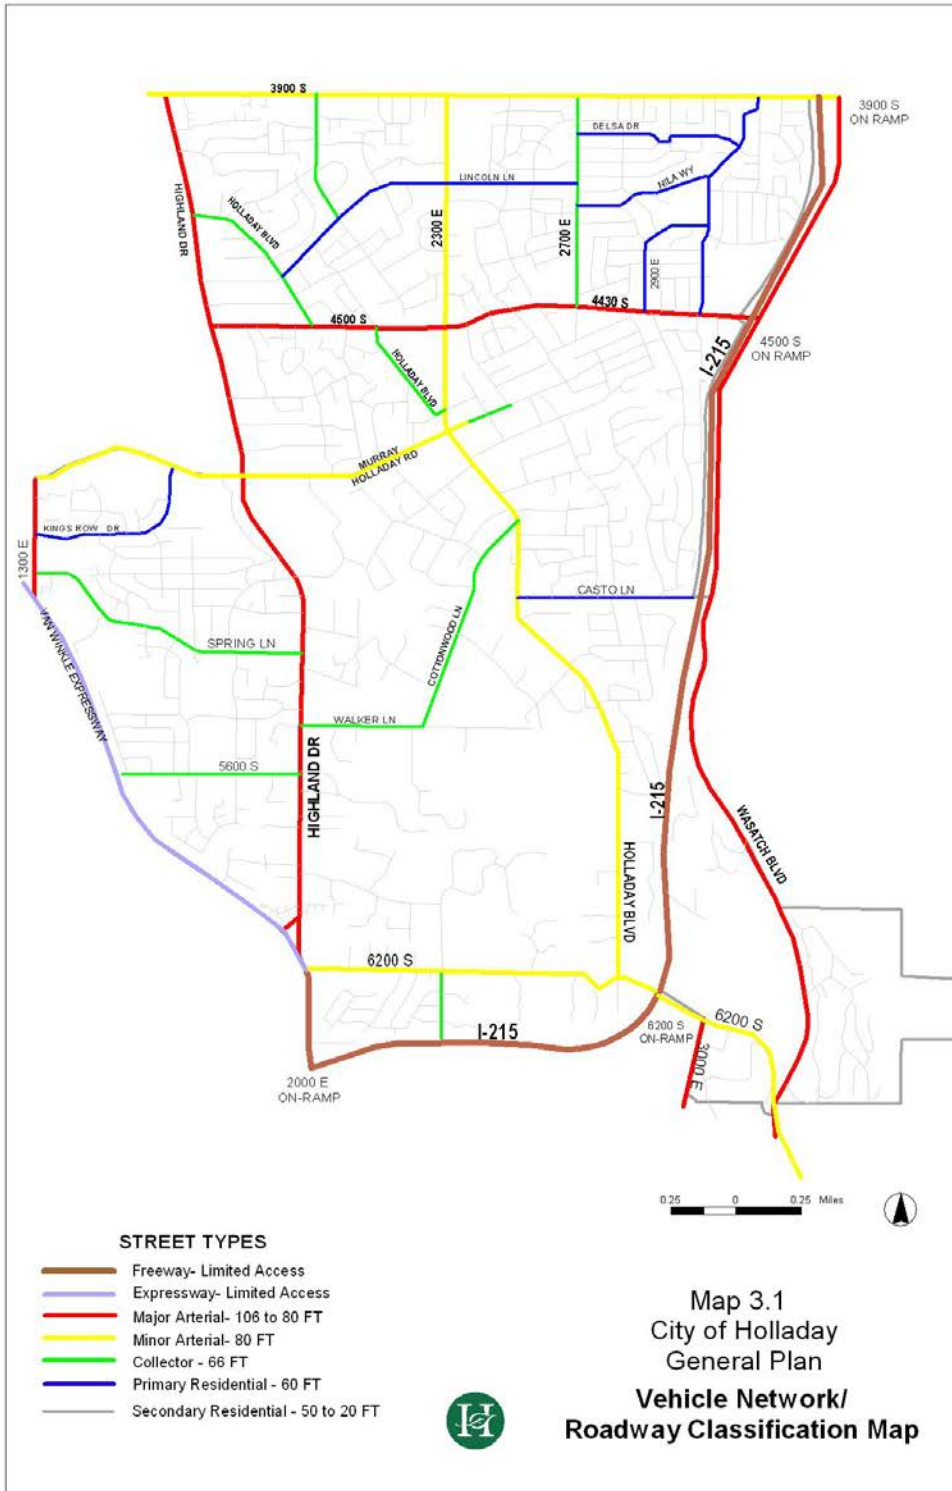 3900 S
3900 S
ON RAMP
DELSA DR
LINCOLN LN
NILA WY
HIGHLAND DR
HOLLADAY BLVD
2300 E
2700 E
2900 E
4430 S
4500 S
I-215
4500 S
ON RAMP
HOLLADAY BLVD
MURRAY
HOLLADAY RD
KINGS ROW DR
1300 E
CASTO LN
VAN WINKLE EXPRESSWAY
SPRING LN
COTTONWOOD LN
WALKER LN
5600 S
HIGHLAND DR
I-215
WASATCH BLVD
HOLLADAY BLVD
6200 S
6200 S
I-215
6200 S
ON-RAMP
3000 E
2000 E
ON-RAMP
0.25 0 0.25 Miles
STREET TYPES
Freeway- Limited Access
Expressway- Limited Access
Major Arterial- 106 to 80 FT
Minor Arterial- 80 FT
Collector - 66 FT
Primary Residential - 60 FT
Secondary Residential - 50 to 20 FT
H
Map 3.1
City of Holladay
General Plan
Vehicle Network/
Roadway Classification Map